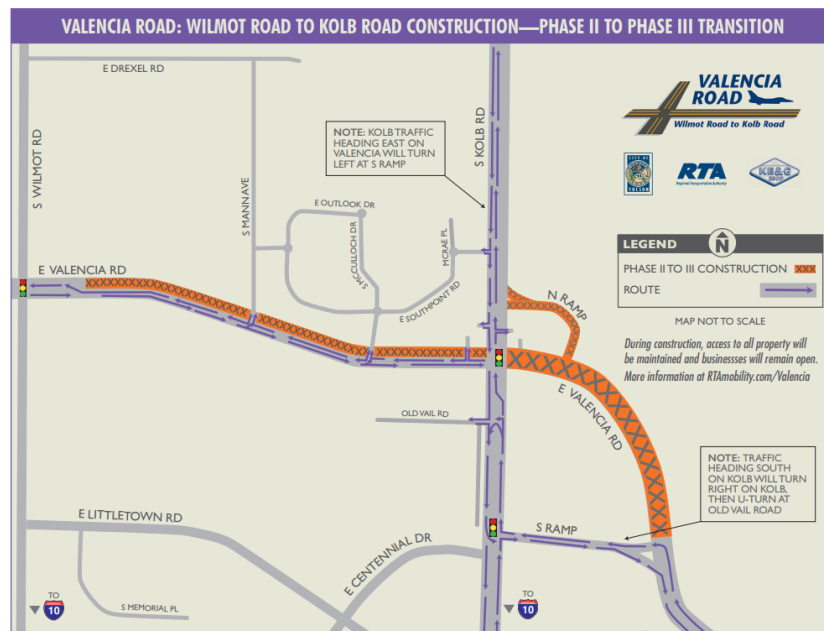 VALENCIA ROAD: WILMOT ROAD TO KOLB ROAD CONSTRUCTION—PHASE II TO PHASE III TRANSITION
E DREXEL RD
S WILMOT RD
S MANN AVE
S KOLB RD
NOTE: KOLB TRAFFIC
HEADING EAST ON
VALENCIA WILL TURN
LEFT AT S RAMP
VALENCIA
ROAD
Wilmot Road to Kolb Road
CITY OF
TUCSON
RTA
Regional Transportation Authority
KE&G
E OUTLOOK DR
S MCCULLOCH DR
MCRAE PL
E SOUTHPOINT RD
E VALENCIA RD
N RAMP
LEGEND
N
PHASE II TO III CONSTRUCTION
ROUTE
MAP NOT TO SCALE
During construction, access to all property will
be maintained and businessses will remain open.
More information at RTAmobility.com/Valencia
E VALENCIA RD
OLD VAIL RD
NOTE: TRAFFIC
HEADING SOUTH
ON KOLB WILL TURN
RIGHT ON KOLB,
THEN U-TURN AT
OLD VAIL ROAD
E LITTLETOWN RD
E CENTENNIAL DR
S RAMP
S MEMORIAL PL
TO
10
TO
10